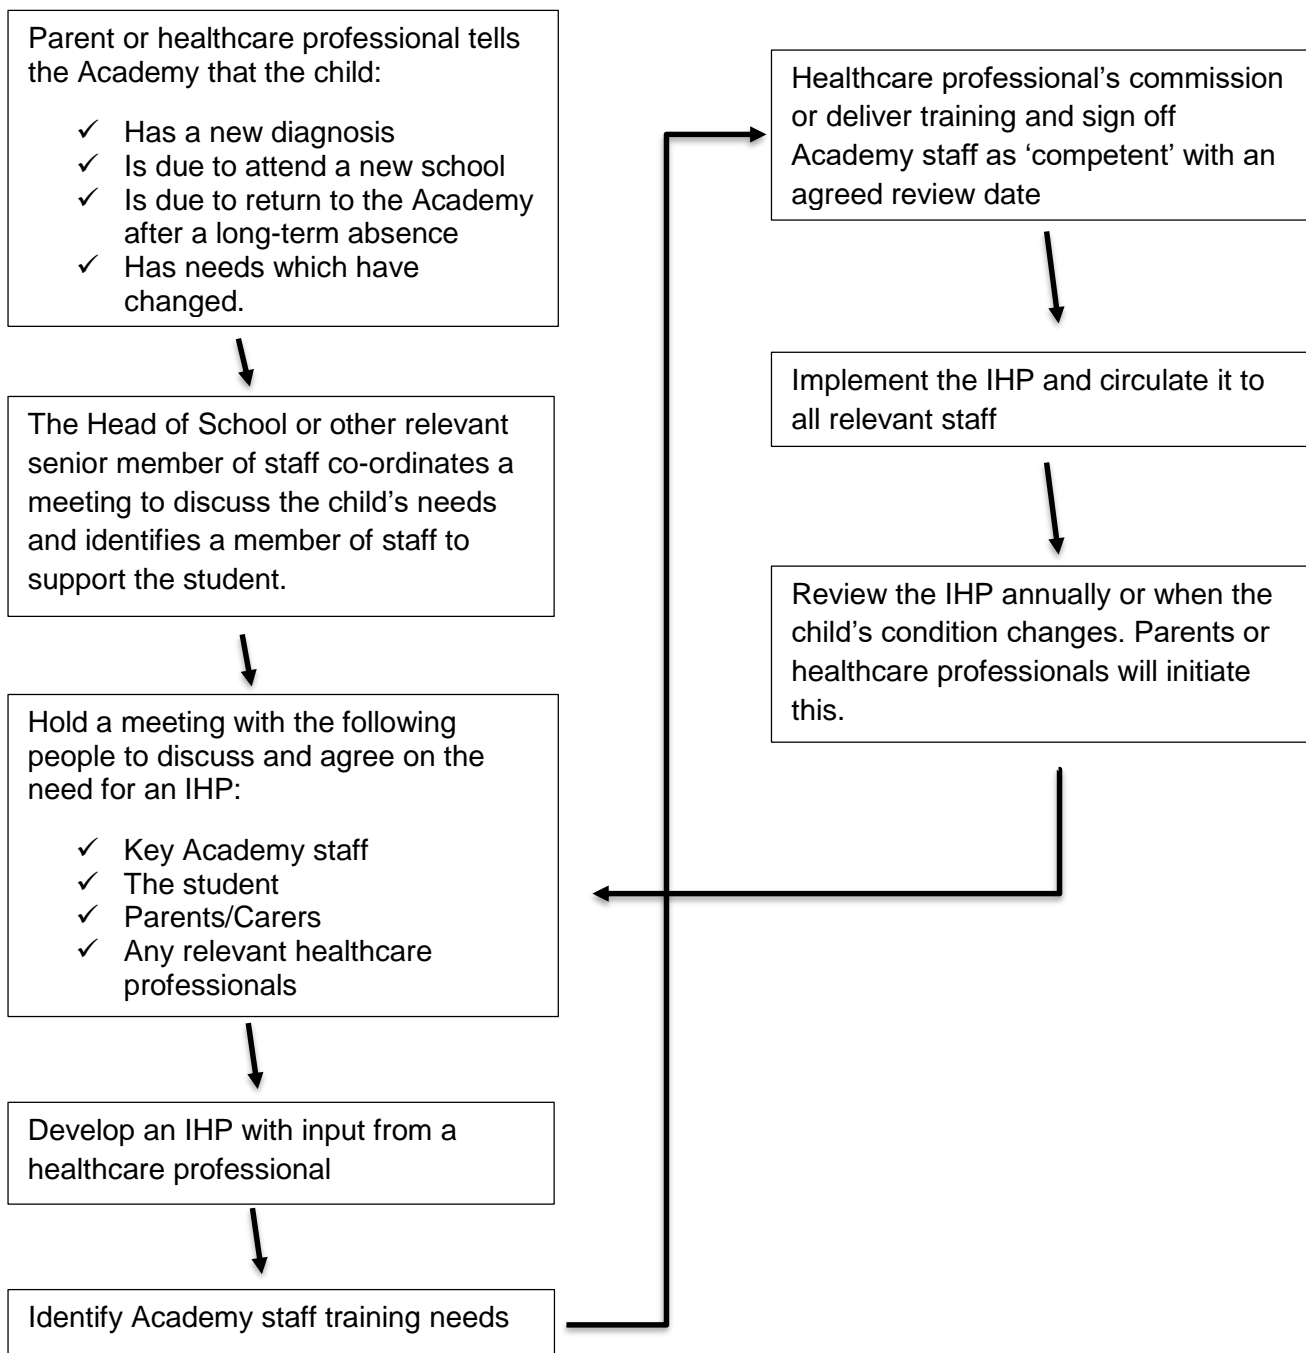 Parent or healthcare professional tells
the Academy that the child:
✓ Has a new diagnosis
✓ Is due to attend a new school
✓ Is due to return to the Academy
after a long-term absence
✓ Has needs which have
changed.
The Head of School or other relevant
senior member of staff co-ordinates a
meeting to discuss the child’s needs
and identifies a member of staff to
support the student.
Hold a meeting with the following
people to discuss and agree on the
need for an IHP:
✓ Key Academy staff
✓ The student
✓ Parents/Carers
✓ Any relevant healthcare
professionals
Develop an IHP with input from a
healthcare professional
Identify Academy staff training needs
Healthcare professional’s commission
or deliver training and sign off
Academy staff as ‘competent’ with an
agreed review date
Implement the IHP and circulate it to
all relevant staff
Review the IHP annually or when the
child’s condition changes. Parents or
healthcare professionals will initiate
this.